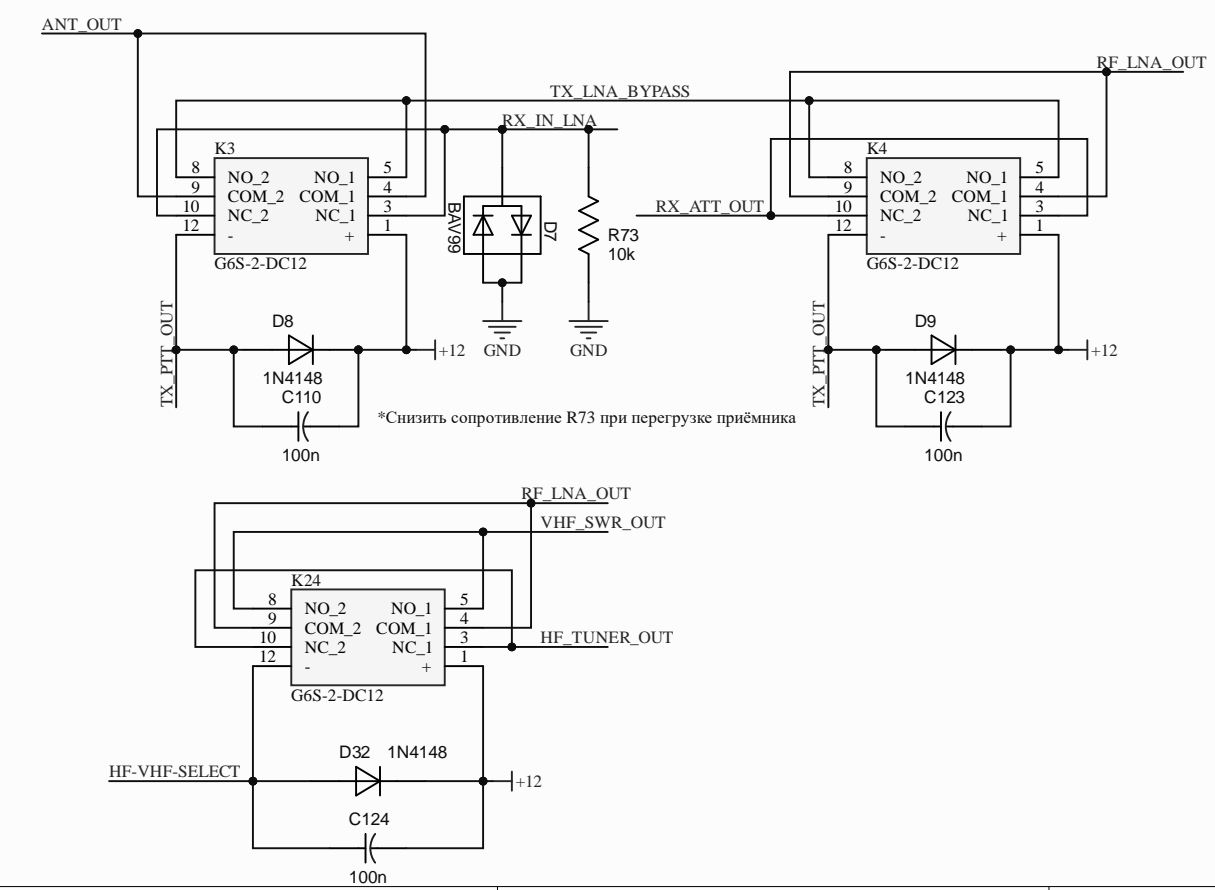 ANT_OUT
RF_LNA_OUT
TX_LNA_BYPASS
RX_IN_LNA
K3
8 NO_2 NO_1 5
9 COM_2 COM_1 4
10 NC_2 NC_1 3
12 - + 1
G6S-2-DC12
BAV99
D7
R73
10k
RX_ATT_OUT
K4
8 NO_2 NO_1 5
9 COM_2 COM_1 4
10 NC_2 NC_1 3
12 - + 1
G6S-2-DC12
TX_PTT_OUT
D8
1N4148
C110
100n
+12
GND
GND
TX_PTT_OUT
D9
1N4148
C123
100n
+12
*Снизить сопротивление R73 при перегрузке приёмника
RF_LNA_OUT
VHF_SWR_OUT
K24
8 NO_2 NO_1 5
9 COM_2 COM_1 4
10 NC_2 NC_1 3
12 - + 1
G6S-2-DC12
HF_TUNER_OUT
D32 1N4148
HF-VHF-SELECT
+12
C124
100n